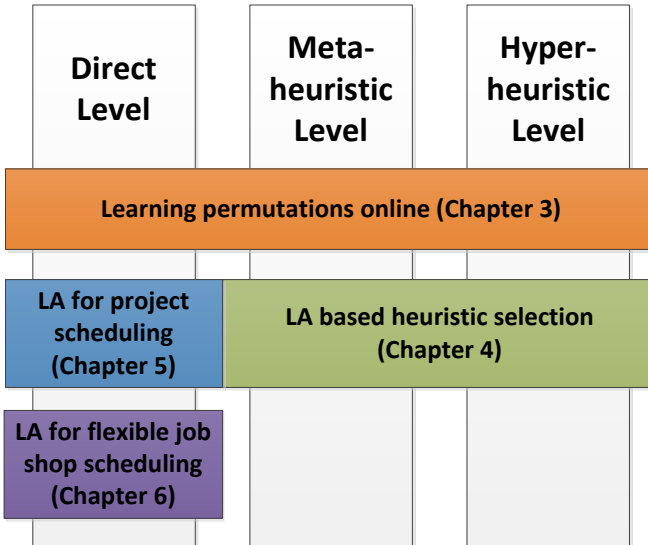 Direct
Level
Meta-
heuristic
Level
Hyper-
heuristic
Level
Learning permutations online (Chapter 3)
LA for project
scheduling
(Chapter 5)
LA based heuristic selection
(Chapter 4)
LA for flexible job
shop scheduling
(Chapter 6)